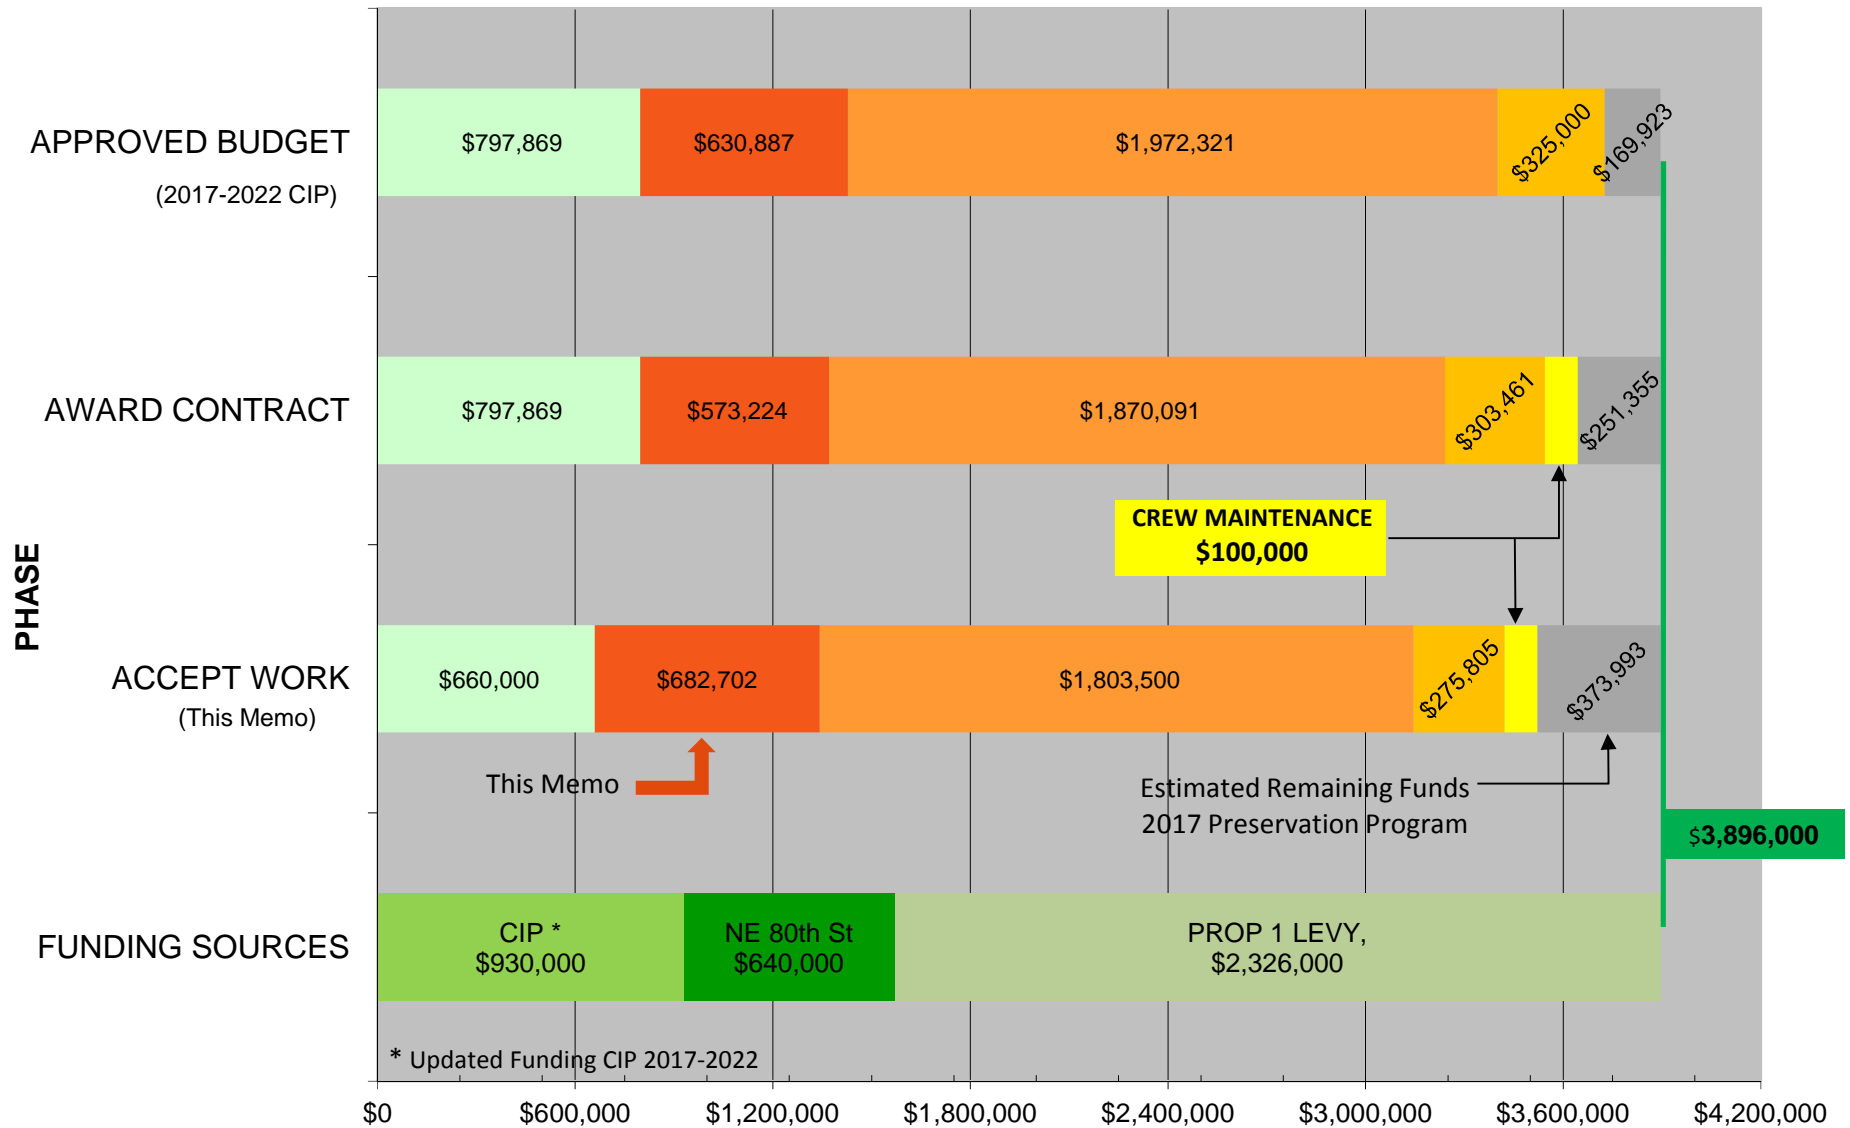 APPROVED BUDGET
(2017-2022 CIP)
$797,869
$630,887
$1,972,321
$325,000
$169,923
AWARD CONTRACT
$797,869
$573,224
$1,870,091
$303,461
$251,355
CREW MAINTENANCE
$100,000
PHASE
ACCEPT WORK
(This Memo)
$660,000
$682,702
$1,803,500
$275,805
$373,993
This Memo
Estimated Remaining Funds
2017 Preservation Program
$3,896,000
FUNDING SOURCES
CIP *
$930,000
NE 80th St
$640,000
PROP 1 LEVY,
$2,326,000
* Updated Funding CIP 2017-2022
$0 $600,000 $1,200,000 $1,800,000 $2,400,000 $3,000,000 $3,600,000 $4,200,000